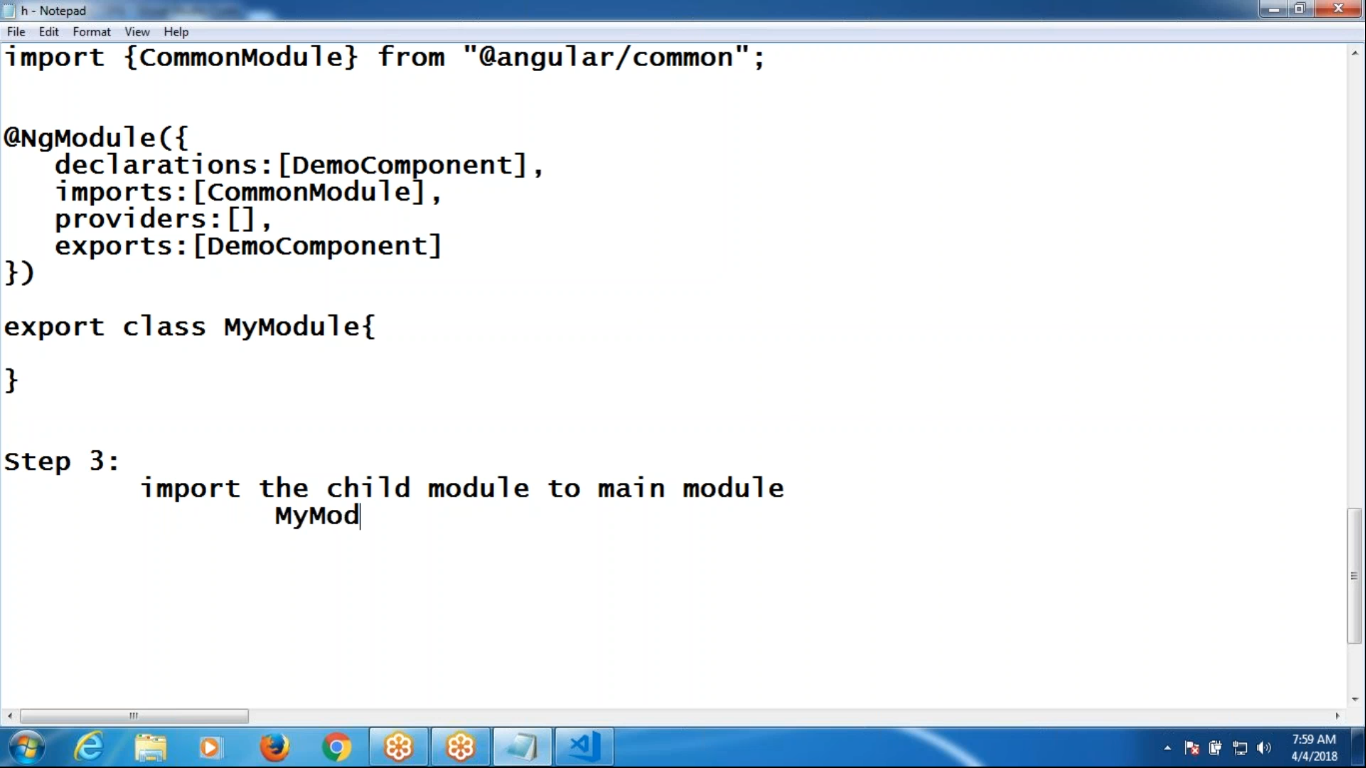 h - Notepad
File Edit Format View Help
import {CommonModule} from "@angular/common";
@NgModule({
declarations:[DemoComponent],
imports:[CommonModule],
providers:[],
exports:[DemoComponent]
})
export class MyModule{
}
Step 3:
import the child module to main module
MyMod
7:59 AM
4/4/2018